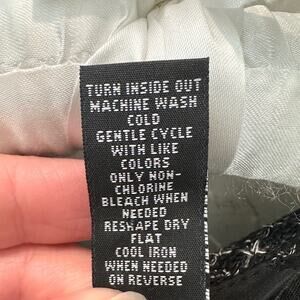 TURN INSIDE OUT
MACHINE WASH
COLD
GENTLE CYCLE
WITH LIKE
COLORS
ONLY NON-
CHLORINE
BLEACH WHEN
NEEDED
RESHAPE DRY
FLAT
COOL IRON
WHEN NEEDED
ON REVERSE